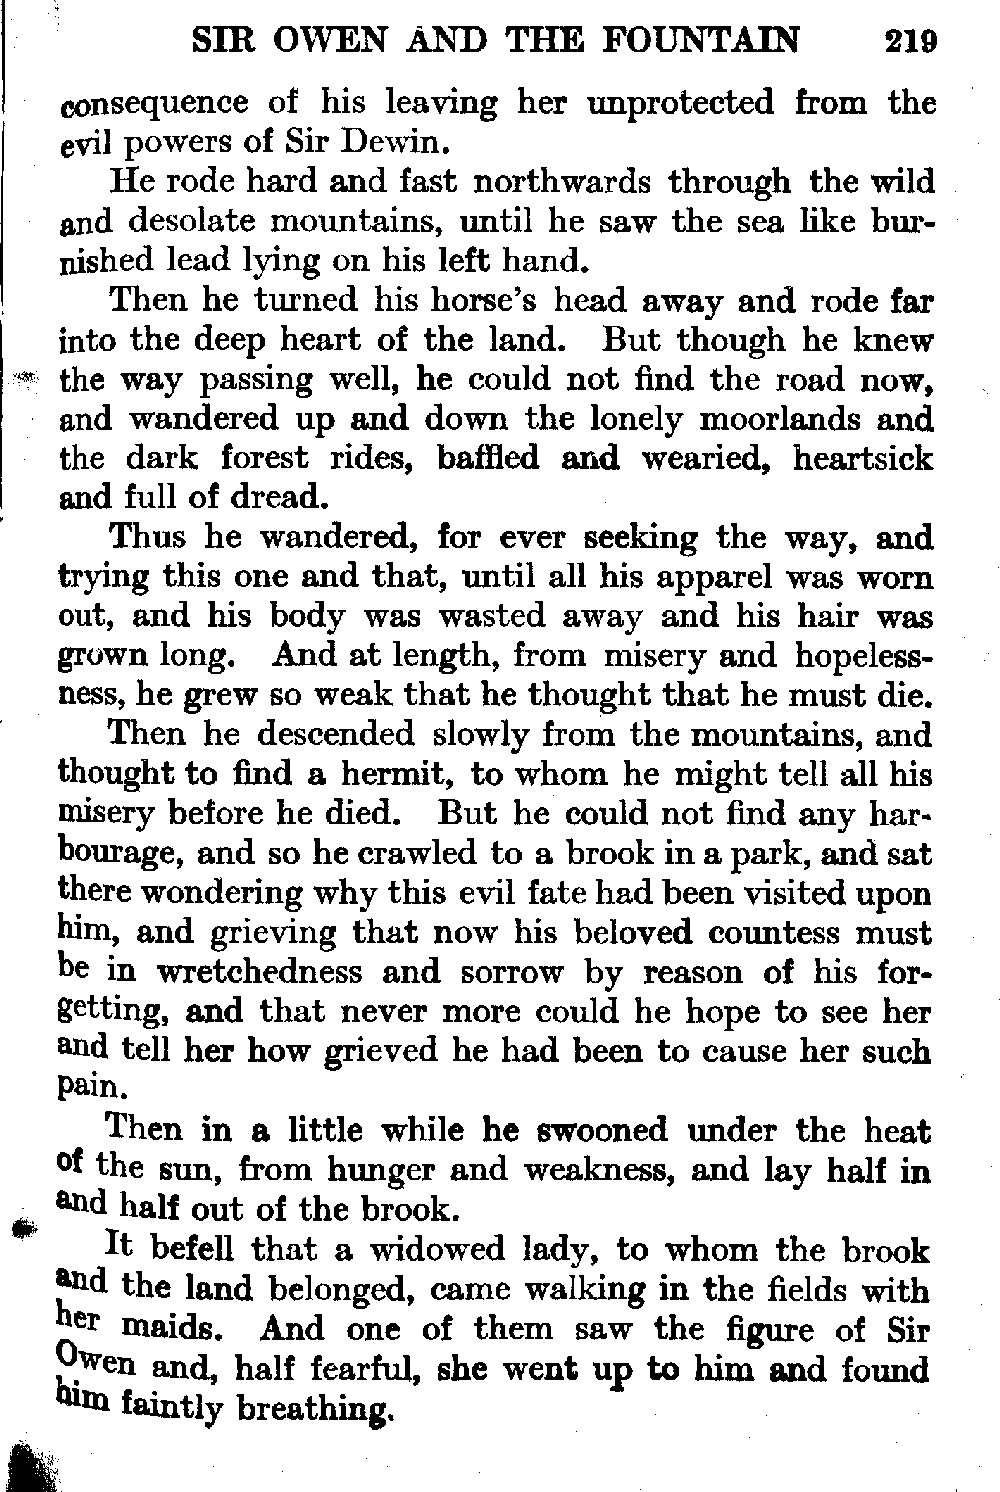 SIR OWEN AND THE FOUNTAIN 219
consequence of his leaving her unprotected from the
evil powers of Sir Dewin.
He rode hard and fast northwards through the wild
and desolate mountains, until he saw the sea like bur-
nished lead lying on his left hand.
Then he turned his horse's head away and rode far
into the deep heart of the land. But though he knew
the way passing well, he could not find the road now,
and wandered up and down the lonely moorlands and
the dark forest rides, baffled and wearied, heartsick
and full of dread.
Thus he wandered, for ever seeking the way, and
trying this one and that, until all his apparel was worn
out, and his body was wasted away and his hair was
grown long. And at length, from misery and hopeless-
ness, he grew so weak that he thought that he must die.
Then he descended slowly from the mountains, and
thought to find a hermit, to whom he might tell all his
misery before he died. But he could not find any har-
bourage, and so he crawled to a brook in a park, and sat
there wondering why this evil fate had been visited upon
him, and grieving that now his beloved countess must
be in wretchedness and sorrow by reason of his for-
getting, and that never more could he hope to see her
and tell her how grieved he had been to cause her such
pain.
Then in a little while he swooned under the heat
of the sun, from hunger and weakness, and lay half in
and half out of the brook.
It befell that a widowed lady, to whom the brook
and the land belonged, came walking in the fields with
her maids. And one of them saw the figure of Sir
Owen and, half fearful, she went up to him and found
him faintly breathing.